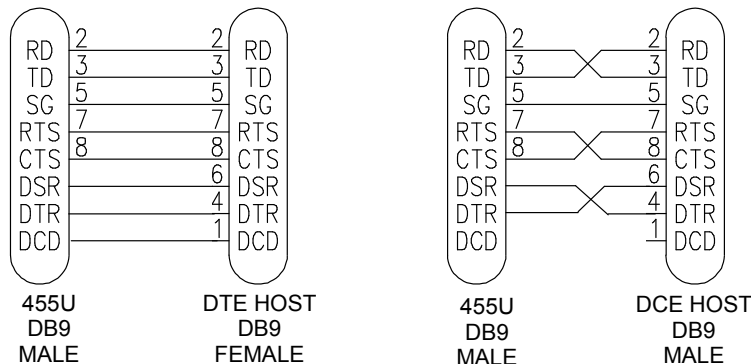 RD 2 2 RD
TD 3 3 TD
SG 5 5 SG
RTS 7 7 RTS
CTS 8 8 CTS
DSR 6 DSR
DTR 4 DTR
DCD 1 DCD
455U
DB9
MALE
DTE HOST
DB9
FEMALE
RD 2 2 RD
TD 3 3 TD
SG 5 5 SG
RTS 7 7 RTS
CTS 8 8 CTS
DSR 6 DSR
DTR 4 DTR
DCD 1 DCD
455U
DB9
MALE
DCE HOST
DB9
MALE